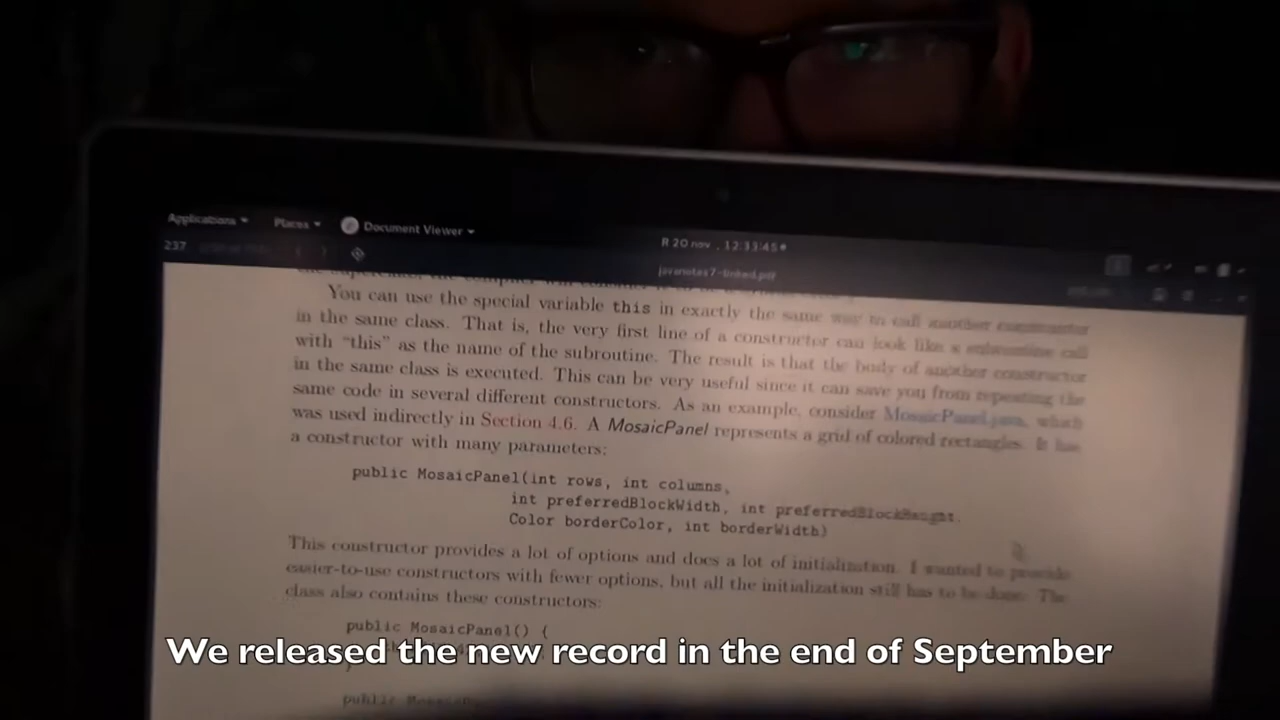 Applications Places Document Viewer R 20 nov, 12:33:45
237 javanotes7-linked.pdf
You can use the special variable this in exactly the same way to call another constructor
in the same class. That is, the very first line of a constructor can look like a subroutine call
with “this” as the name of the subroutine. The result is that the body of another constructor
in the same class is executed. This can be very useful since it can save you from repeating the
same code in several different constructors. As an example, consider MosaicPanel.java, which
was used indirectly in Section 4.6. A MosaicPanel represents a grid of colored rectangles. It has
a constructor with many parameters:
public MosaicPanel(int rows, int columns,
int preferredBlockWidth, int preferredBlockHeight,
Color borderColor, int borderWidth)
This constructor provides a lot of options and does a lot of initialization. I wanted to provide
easier-to-use constructors with fewer options, but all the initialization still has to be done. The
class also contains these constructors:
public MosaicPanel() {
We released the new record in the end of September
public